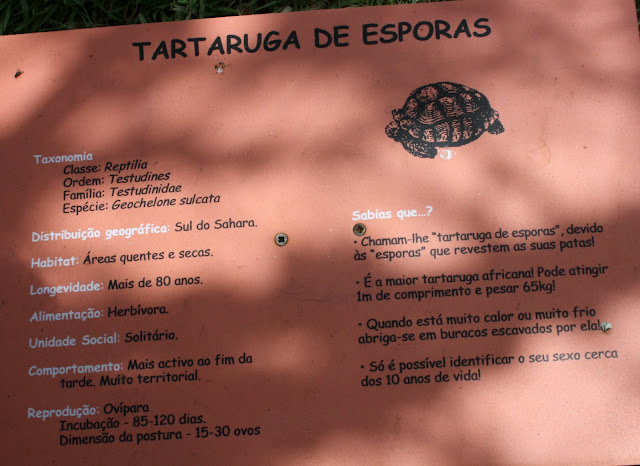 TARTARUGA DE ESPORAS
Taxonomia
Classe: Reptilia
Ordem: Testudines
Família: Testudinidae
Espécie: Geochelone sulcata
Distribuição geográfica: Sul do Sahara.
Habitat: Áreas quentes e secas.
Longevidade: Mais de 80 anos.
Alimentação: Herbívora.
Unidade Social: Solitário.
Comportamento: Mais activo ao fim da
tarde. Muito territorial.
Reprodução: Ovípara
Incubação - 85-120 dias.
Dimensão da postura - 15-30 ovos
Sabias que...?
• Chamam-lhe "tartaruga de esporas", devido
às "esporas" que revestem as suas patas!
• É a maior tartaruga africana! Pode atingir
1m de comprimento e pesar 65kg!
• Quando está muito calor ou muito frio
abriga-se em buracos escavados por ela!
• Só é possível identificar o seu sexo cerca
dos 10 anos de vida!